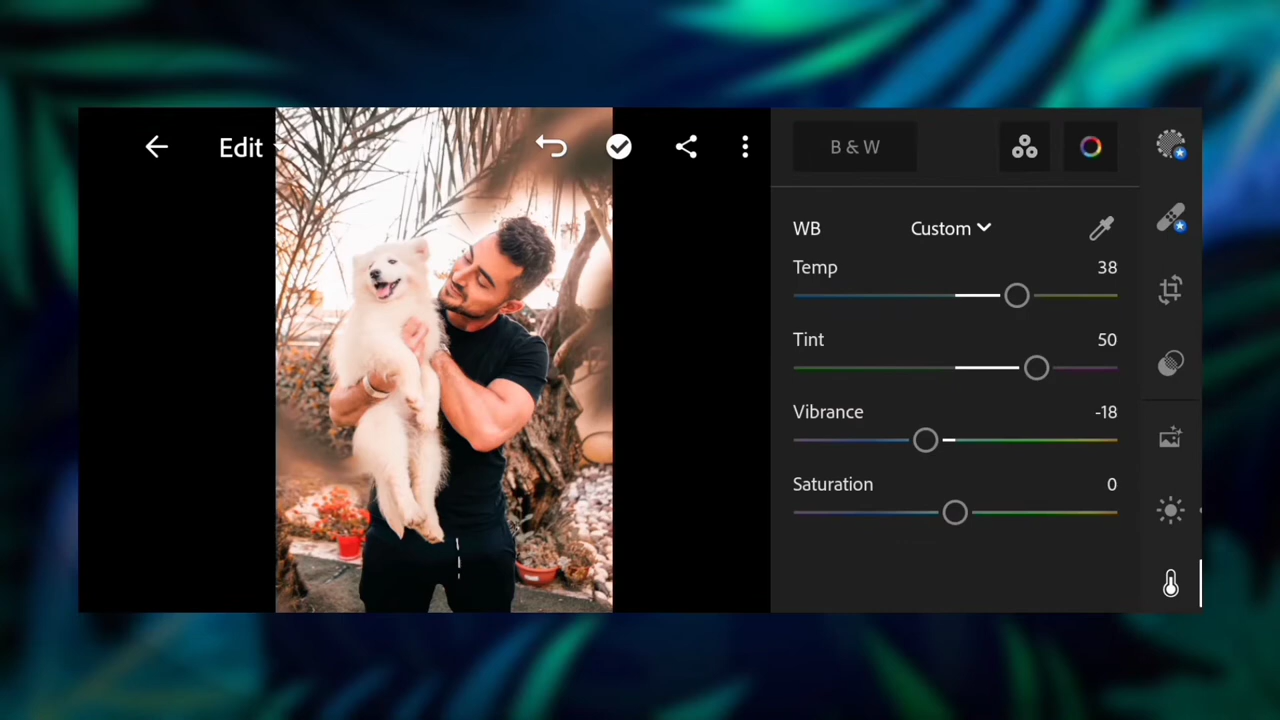 Edit
B & W
WB Custom
Temp 38
Tint 50
Vibrance -18
Saturation 0